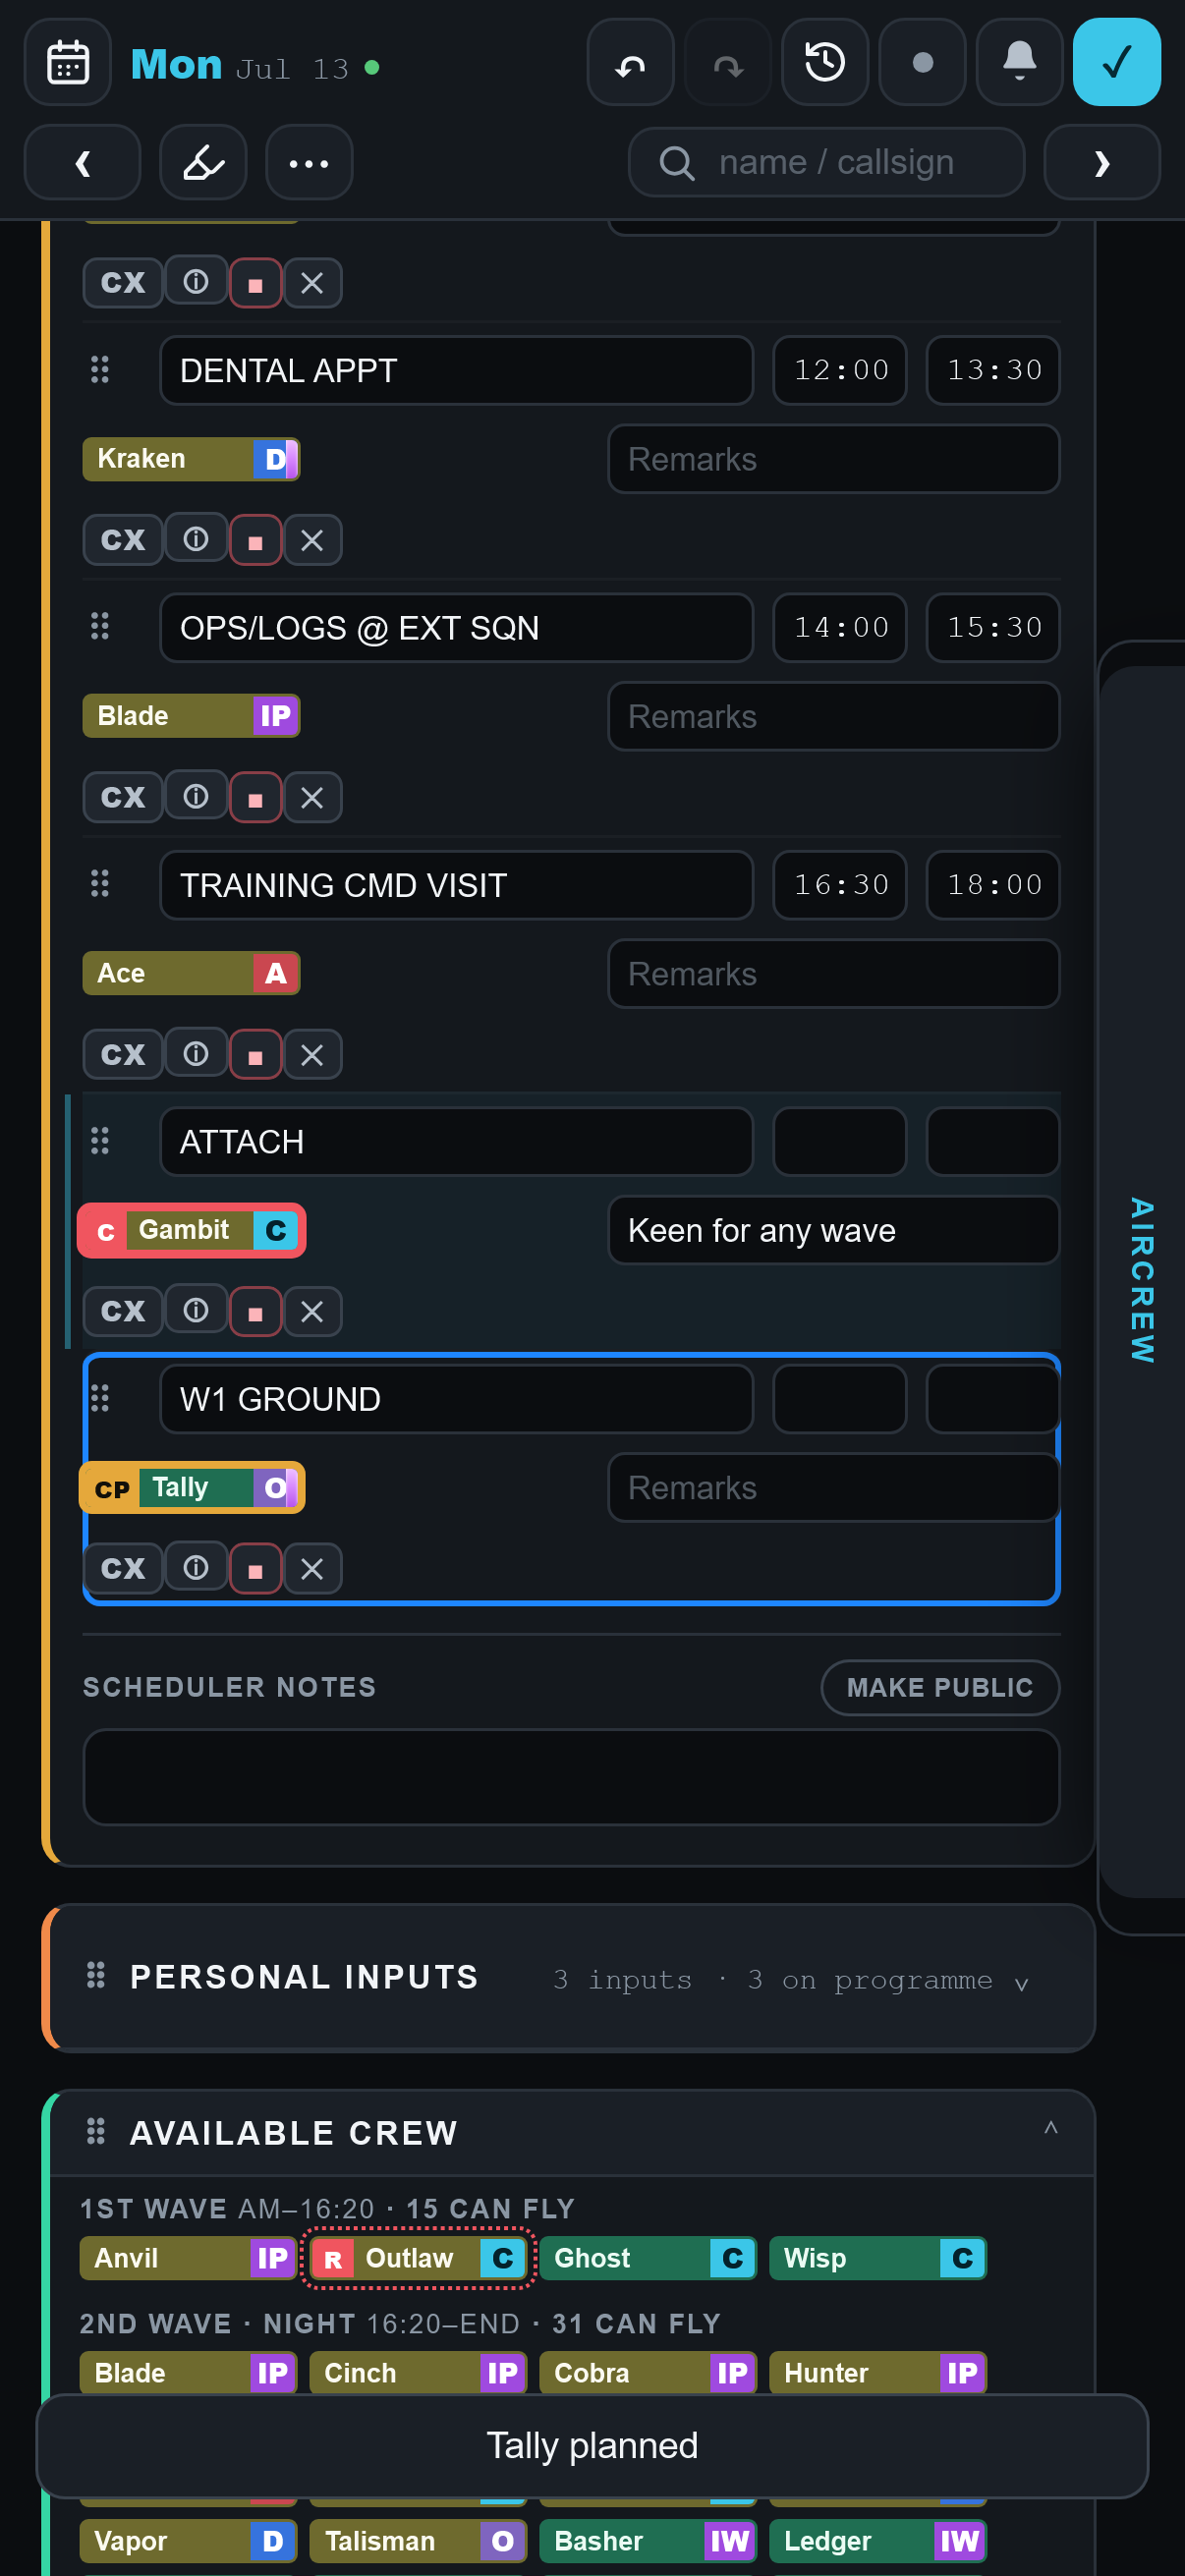 Mon Jul 13
name / callsign
CX
DENTAL APPT 12:00 13:30
Kraken D Remarks
CX
OPS/LOGS @ EXT SQN 14:00 15:30
Blade IP Remarks
CX
TRAINING CMD VISIT 16:30 18:00
Ace A Remarks
CX
ATTACH
C Gambit C Keen for any wave
CX
W1 GROUND
CP Tally O Remarks
CX
AIRCREW
SCHEDULER NOTES MAKE PUBLIC
PERSONAL INPUTS 3 inputs · 3 on programme
AVAILABLE CREW
1ST WAVE AM–16:20 · 15 CAN FLY
Anvil IP R Outlaw C Ghost C Wisp C
2ND WAVE · NIGHT 16:20–END · 31 CAN FLY
Blade IP Cinch IP Cobra IP Hunter IP
Tally planned
Vapor D Talisman O Basher IW Ledger IW